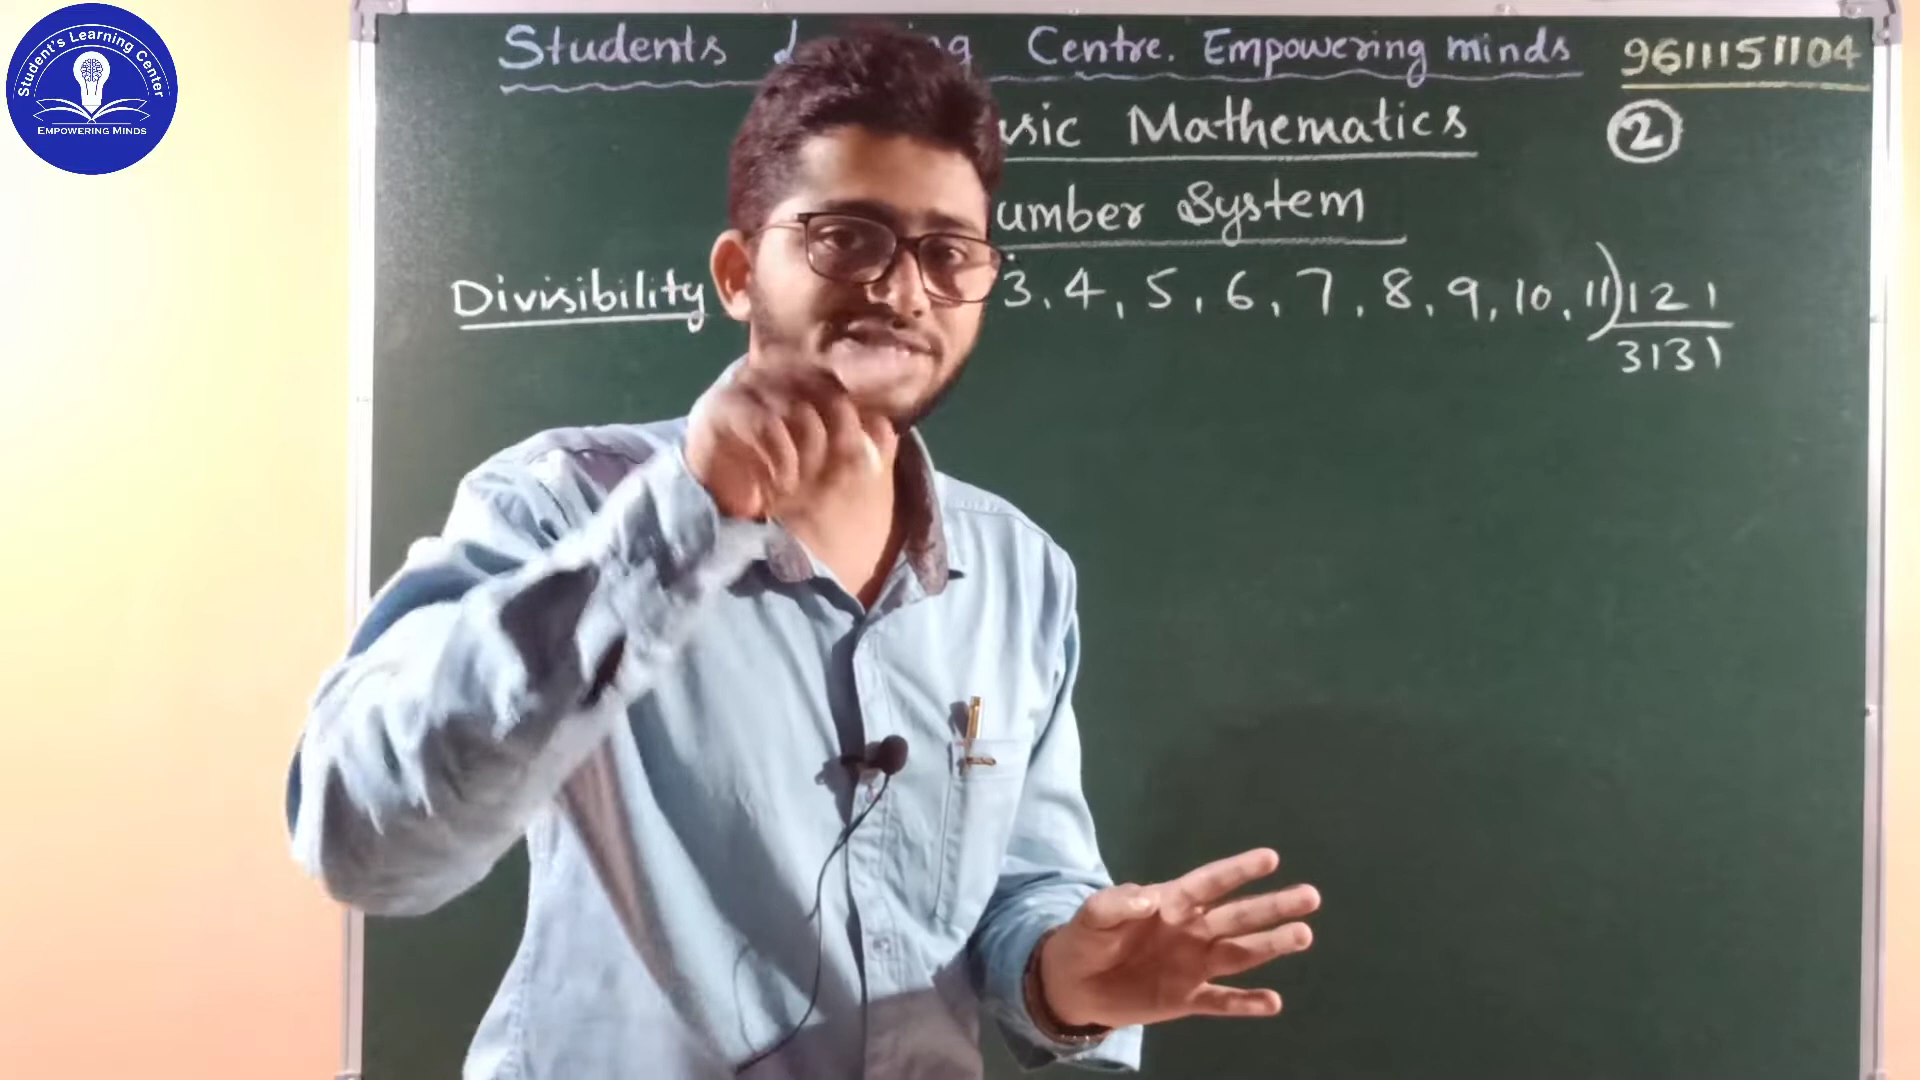 Student's Learning Center
EMPOWERING MINDS
Students Centre. Empowering minds 9611151104
Mathematics 2
System
Divisibility 3, 4, 5, 6, 7, 8, 9, 10, 11)121
3131